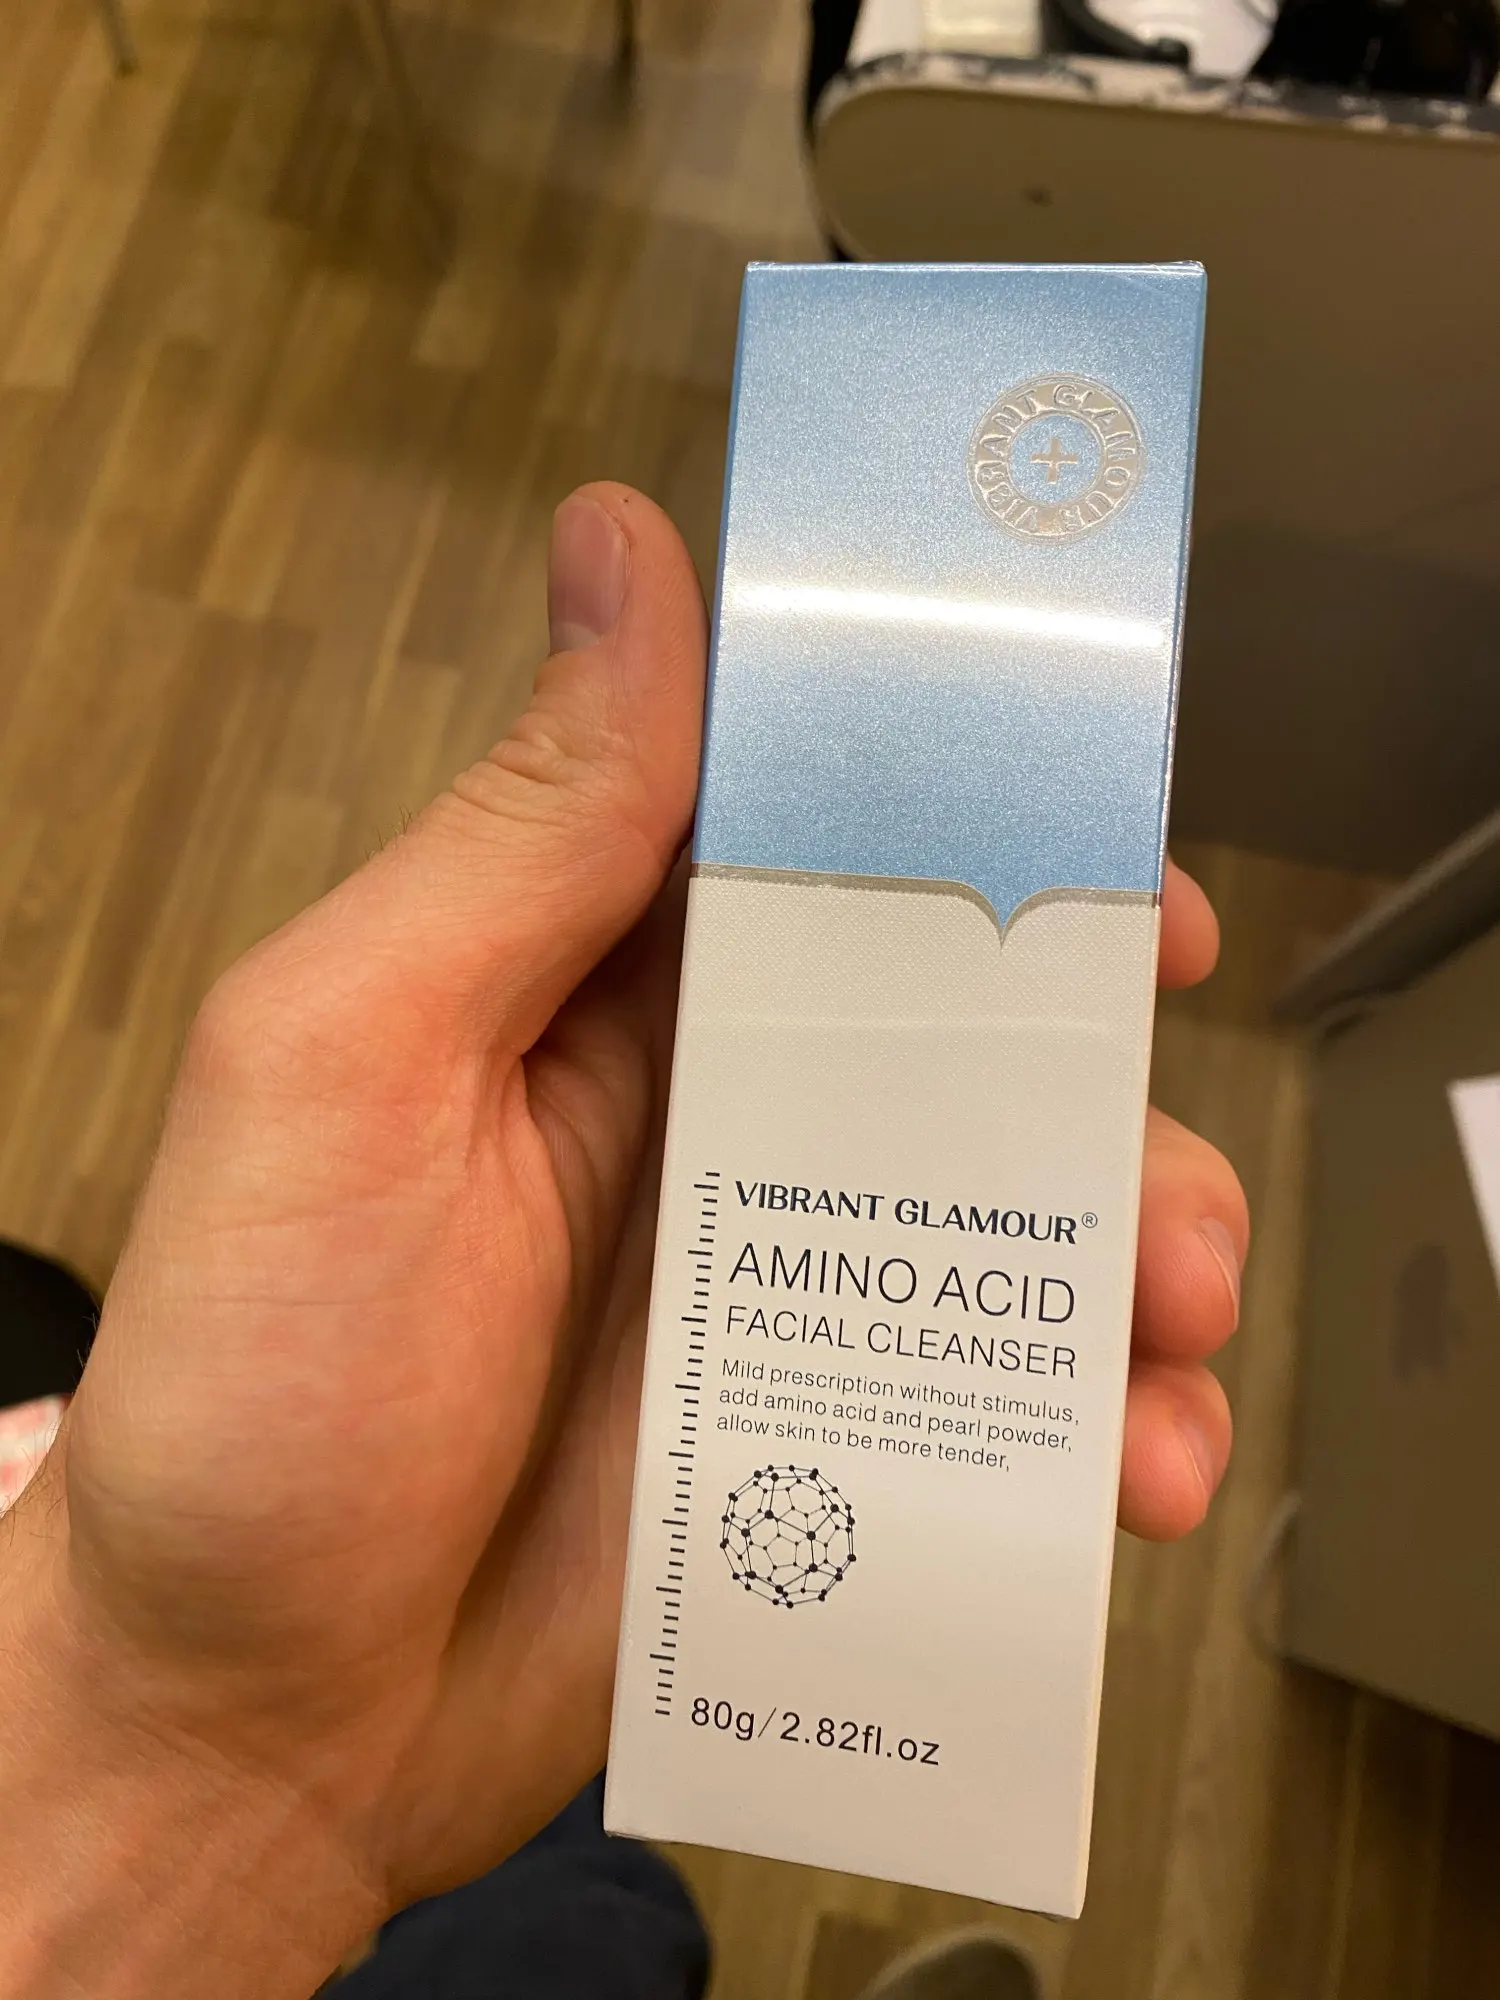 VIBRANT GLAMOUR
VIBRANT GLAMOUR®
AMINO ACID
FACIAL CLEANSER
Mild prescription without stimulus,
add amino acid and pearl powder,
allow skin to be more tender,
80g/2.82fl.oz